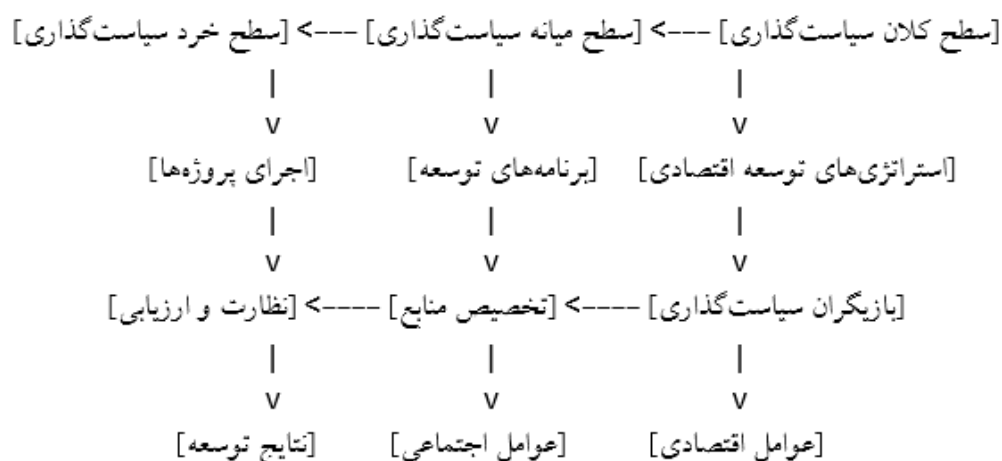 [سطح کلان سیاست‌گذاری] ---> [سطح میانه سیاست‌گذاری] ---> [سطح خرد سیاست‌گذاری]
| | |
v v v
[استراتژی‌های توسعه اقتصادی] [برنامه‌های توسعه] [اجرای پروژه‌ها]
| | |
v v v
[بازیگران سیاست‌گذاری] ----> [تخصیص منابع] ----> [نظارت و ارزیابی]
| | |
v v v
[عوامل اقتصادی] [عوامل اجتماعی] [نتایج توسعه]